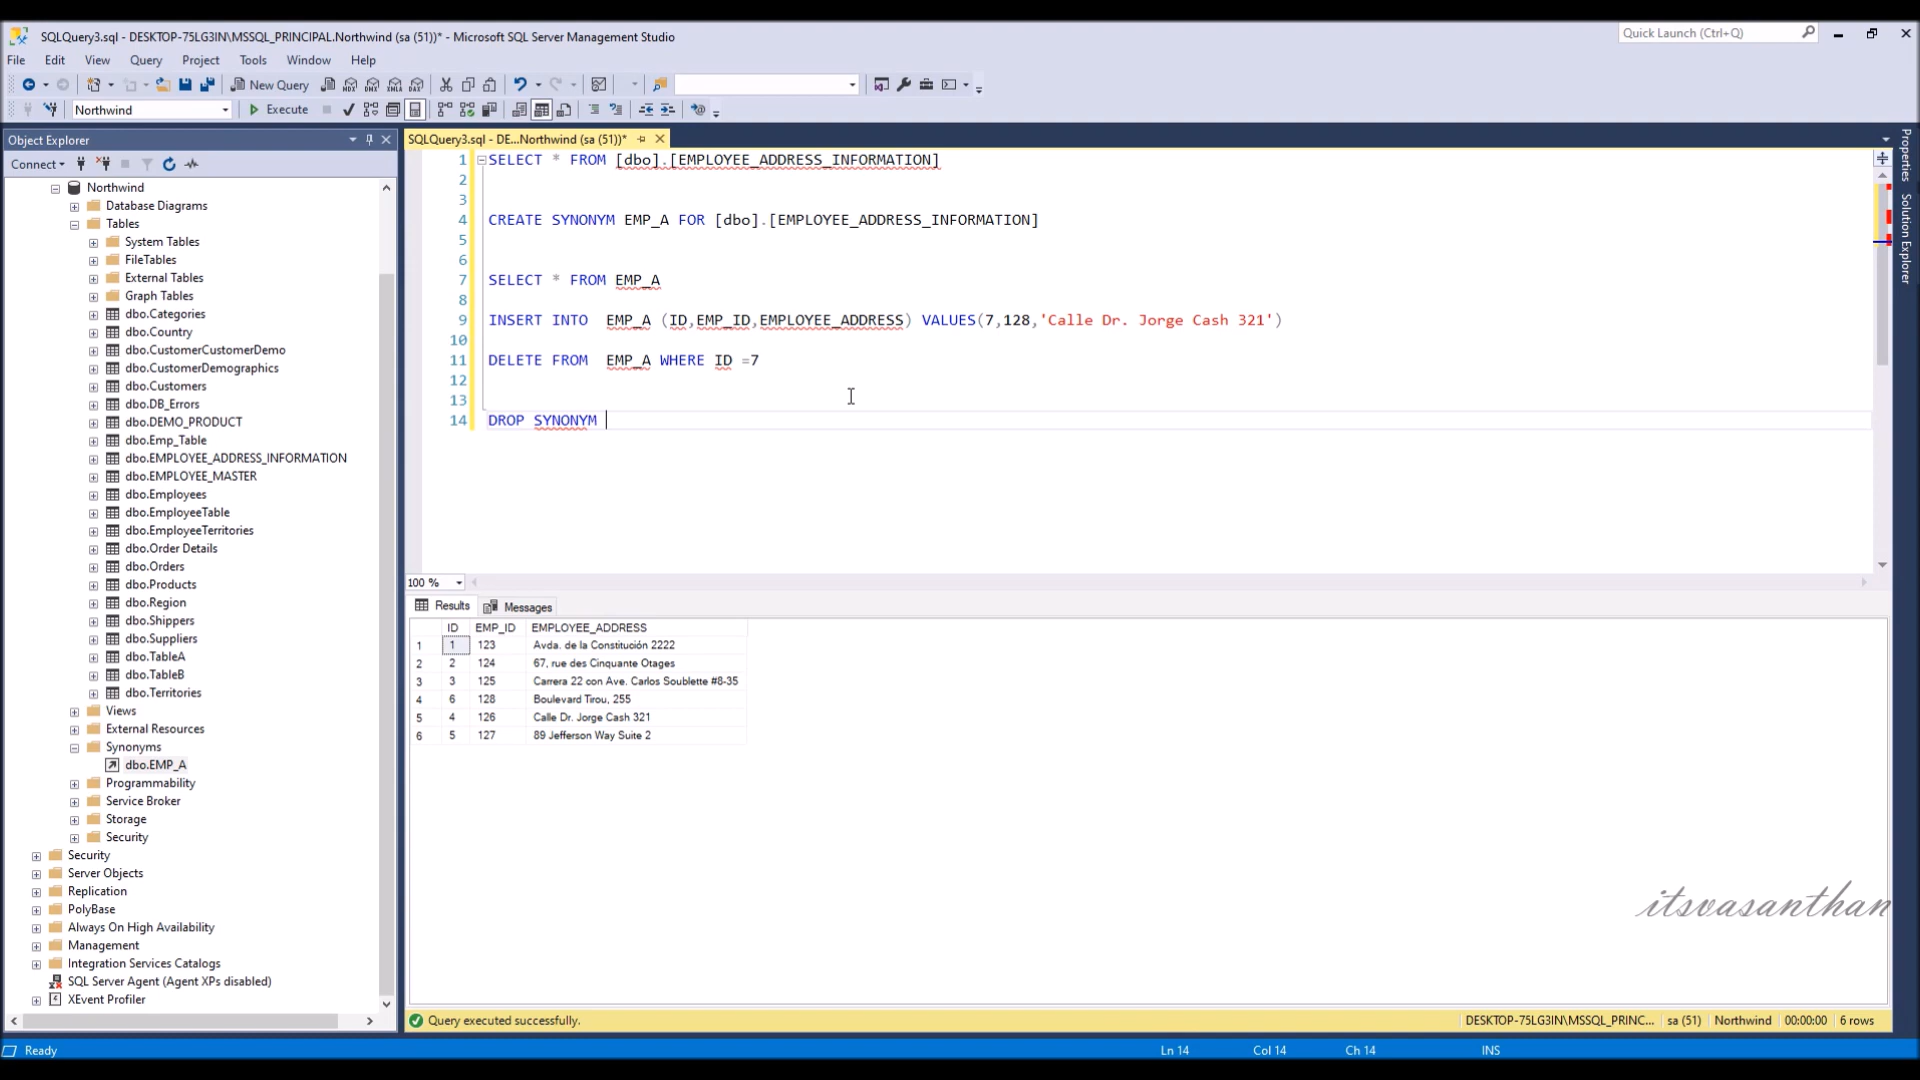 SQLQuery3.sql - DESKTOP-75LG3IN\MSSQL_PRINCIPAL.Northwind (sa (51))* - Microsoft SQL Server Management Studio
Quick Launch (Ctrl+Q)
File Edit View Query Project Tools Window Help
New Query
Northwind
Execute
Object Explorer
SQLQuery3.sql - DE...Northwind (sa (51))*
Connect
Properties
Solution Explorer
Northwind
Database Diagrams
Tables
System Tables
FileTables
External Tables
Graph Tables
dbo.Categories
dbo.Country
dbo.CustomerCustomerDemo
dbo.CustomerDemographics
dbo.Customers
dbo.DB_Errors
dbo.DEMO_PRODUCT
dbo.Emp_Table
dbo.EMPLOYEE_ADDRESS_INFORMATION
dbo.EMPLOYEE_MASTER
dbo.Employees
dbo.EmployeeTable
dbo.EmployeeTerritories
dbo.Order Details
dbo.Orders
dbo.Products
dbo.Region
dbo.Shippers
dbo.Suppliers
dbo.TableA
dbo.TableB
dbo.Territories
Views
External Resources
Synonyms
dbo.EMP_A
Programmability
Service Broker
Storage
Security
Security
Server Objects
Replication
PolyBase
Always On High Availability
Management
Integration Services Catalogs
SQL Server Agent (Agent XPs disabled)
XEvent Profiler
1 SELECT * FROM [dbo].[EMPLOYEE_ADDRESS_INFORMATION]
2
3
4 CREATE SYNONYM EMP_A FOR [dbo].[EMPLOYEE_ADDRESS_INFORMATION]
5
6
7 SELECT * FROM EMP_A
8
9 INSERT INTO  EMP_A (ID,EMP_ID,EMPLOYEE_ADDRESS) VALUES(7,128,'Calle Dr. Jorge Cash 321')
10
11 DELETE FROM  EMP_A WHERE ID =7
12
13
14 DROP SYNONYM
100 %
Results Messages
ID EMP_ID EMPLOYEE_ADDRESS
1 1 123 Avda. de la Constitución 2222
2 2 124 67, rue des Cinquante Otages
3 3 125 Carrera 22 con Ave. Carlos Soublette #8-35
4 6 128 Boulevard Tirou, 255
5 4 126 Calle Dr. Jorge Cash 321
6 5 127 89 Jefferson Way Suite 2
itsvasanthan
Query executed successfully.
DESKTOP-75LG3IN\MSSQL_PRINC... sa (51) Northwind 00:00:00 6 rows
Ready
Ln 14 Col 14 Ch 14 INS